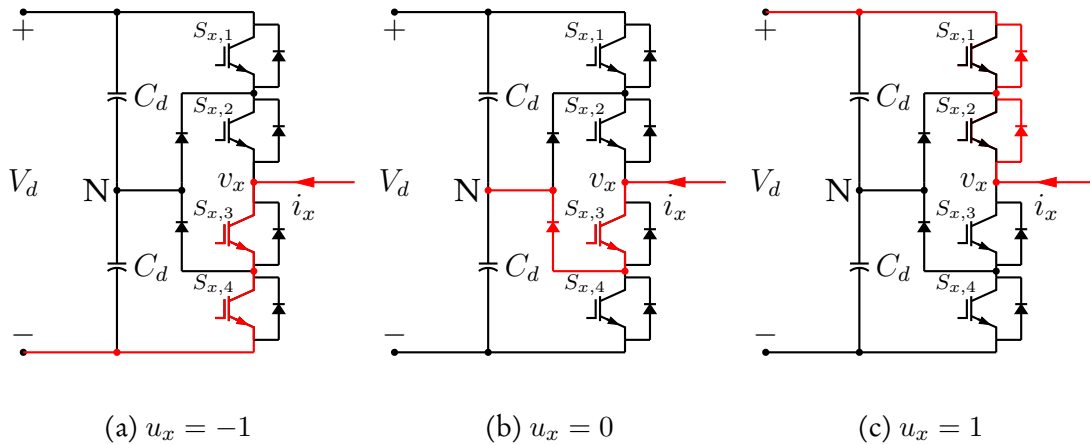 +
S_{x,1}
C_d
S_{x,2}
V_d
N
v_x
i_x
S_{x,3}
C_d
S_{x,4}
−
(a) u_x = −1
+
S_{x,1}
C_d
S_{x,2}
V_d
N
v_x
i_x
S_{x,3}
C_d
S_{x,4}
−
(b) u_x = 0
+
S_{x,1}
C_d
S_{x,2}
V_d
N
v_x
i_x
S_{x,3}
C_d
S_{x,4}
−
(c) u_x = 1